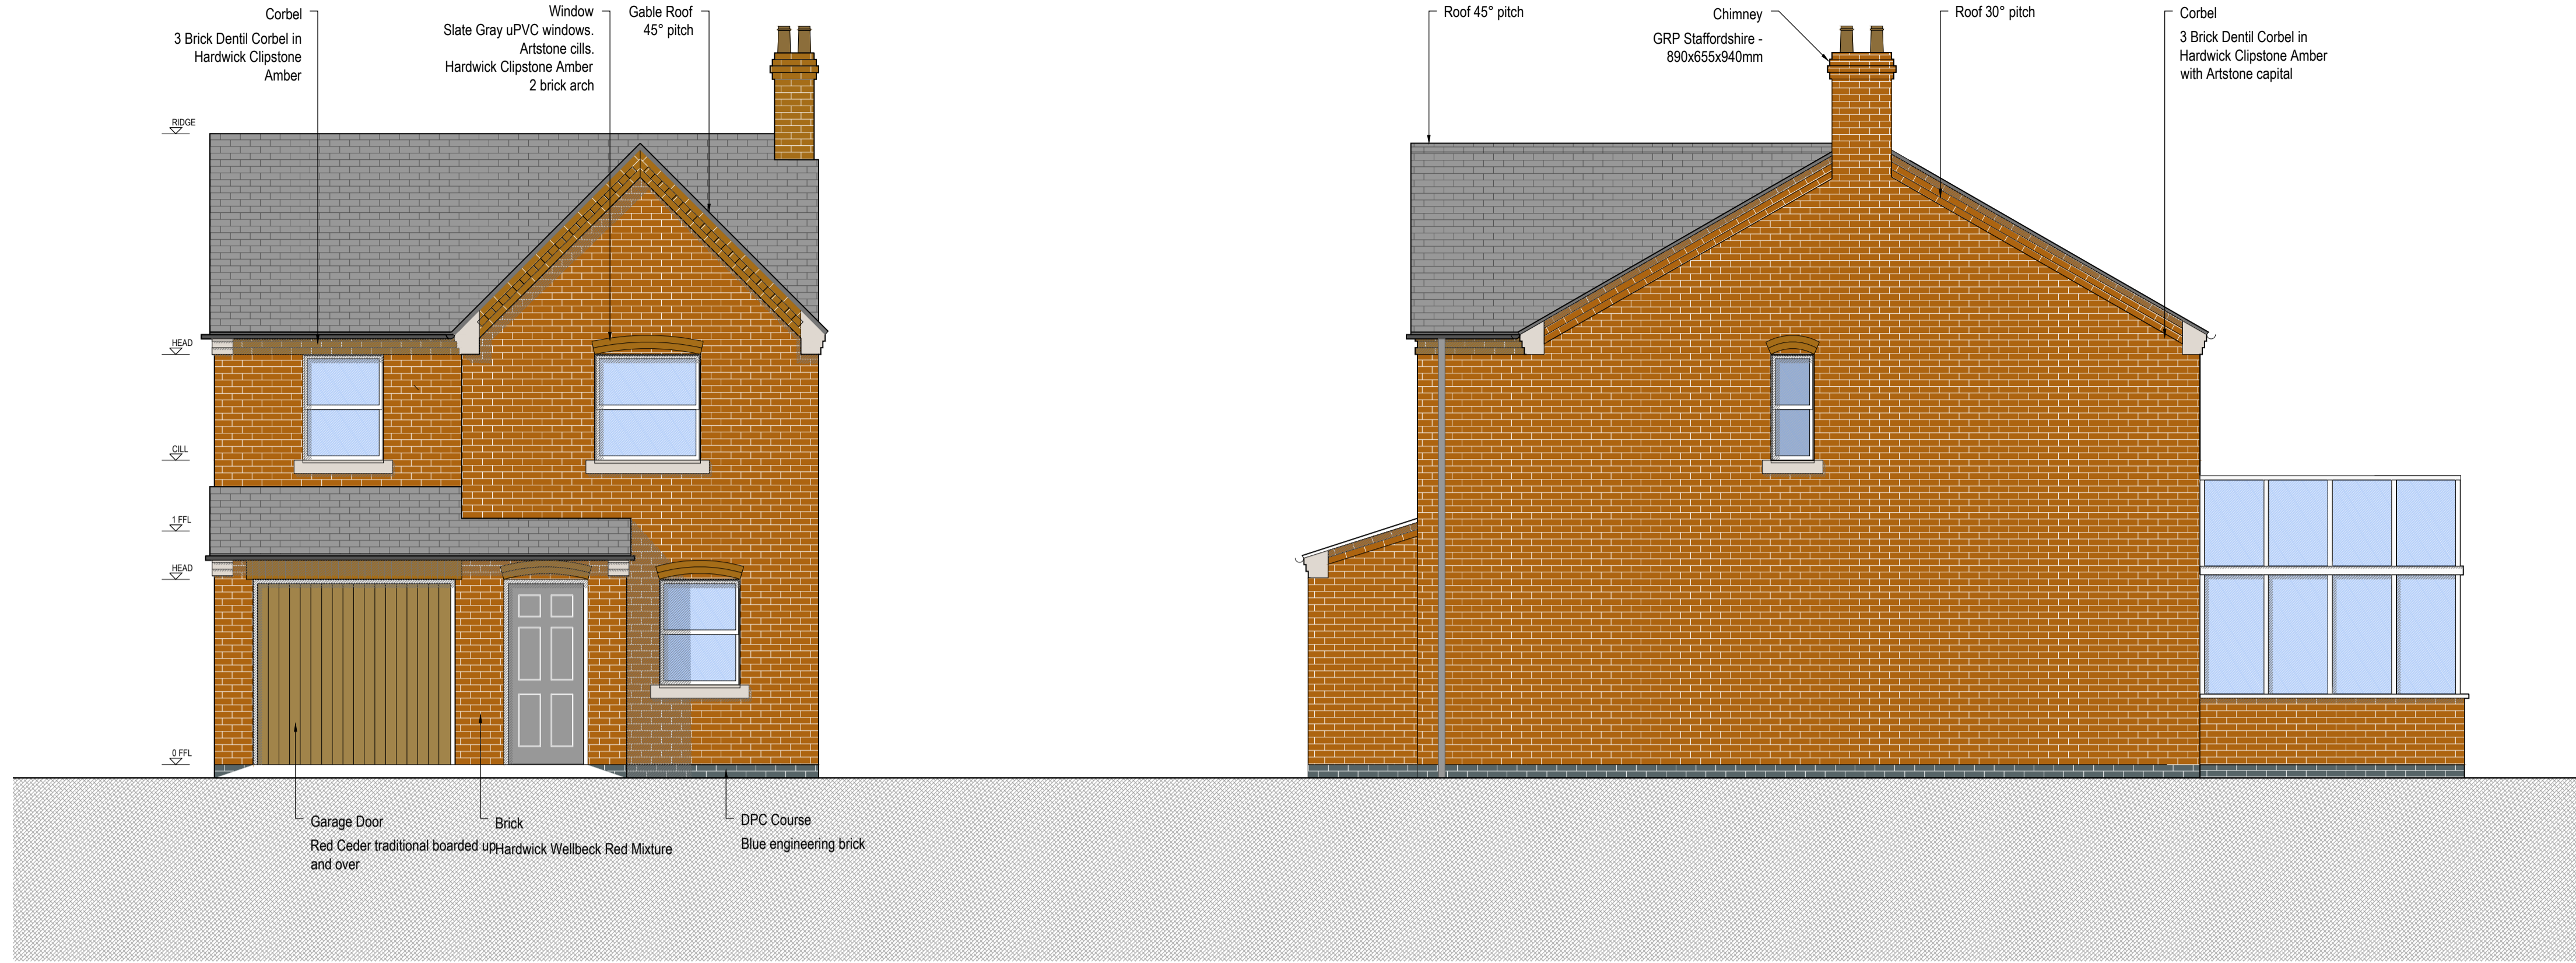 Corbel
3 Brick Dentil Corbel in
Hardwick Clipstone
Amber
Window
Slate Gray uPVC windows.
Artstone cills.
Hardwick Clipstone Amber
2 brick arch
Gable Roof
45° pitch
Roof 45° pitch
Chimney
GRP Staffordshire -
890x655x940mm
Roof 30° pitch
Corbel
3 Brick Dentil Corbel in
Hardwick Clipstone Amber
with Artstone capital
RIDGE
HEAD
CILL
1 FFL
HEAD
0 FFL
Garage Door
Red Ceder traditional boarded up
and over
Brick
Hardwick Wellbeck Red Mixture
DPC Course
Blue engineering brick